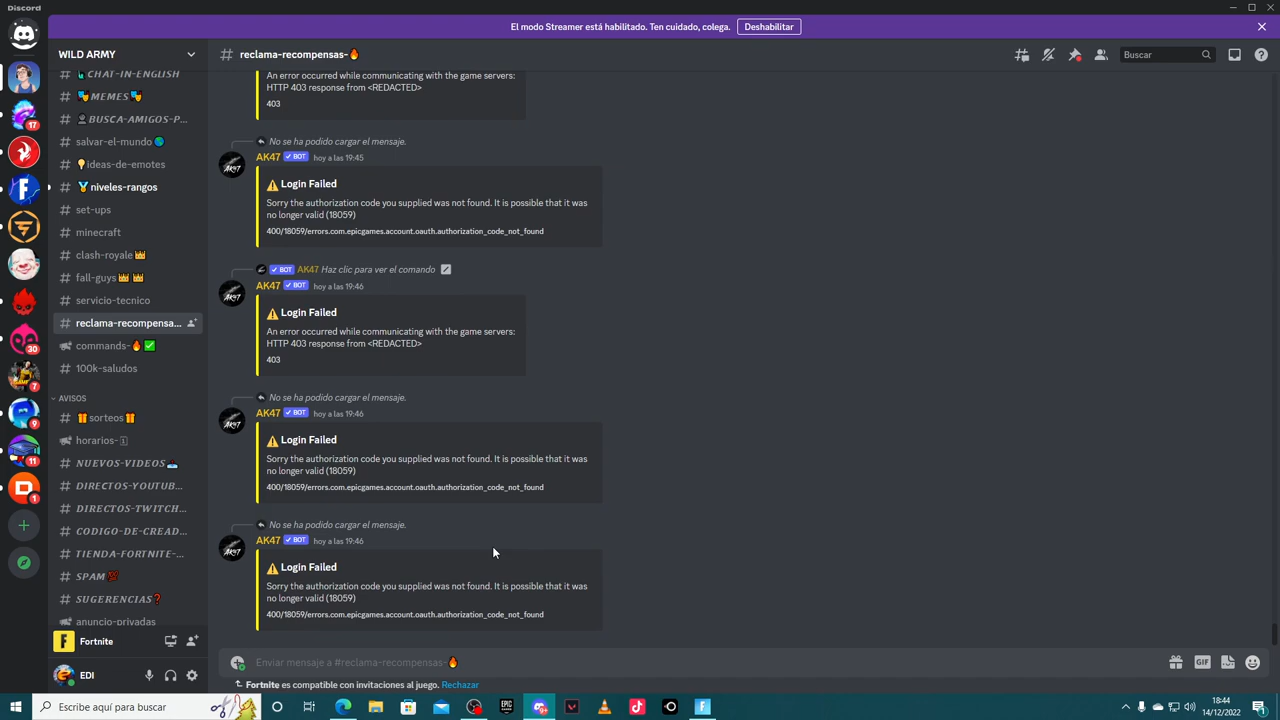 Discord
El modo Streamer está habilitado. Ten cuidado, colega.
Deshabilitar
WILD ARMY
# reclama-recompensas-🔥
Buscar
CHAT-IN-ENGLISH
🎭MEMES🎭
BUSCA-AMIGOS-P...
salvar-el-mundo🌎
💡ideas-de-emotes
🏅niveles-rangos
set-ups
minecraft
clash-royale👑
fall-guys👑 👑
servicio-tecnico
reclama-recompensa...
commands-🔥✅
100k-saludos
AVISOS
🎁sorteos🎁
horarios-
NUEVOS-VIDEOS
DIRECTOS-YOUTUB...
DIRECTOS-TWITCH...
CODIGO-DE-CREAD...
TIENDA-FORTNITE-...
SPAM💯
SUGERENCIAS❓
anuncio-privadas
17
30
7
9
11
1
Fortnite
EDI
An error occurred while communicating with the game servers:
HTTP 403 response from <REDACTED>
403
No se ha podido cargar el mensaje.
AK47 ✓ BOT hoy a las 19:45
⚠️ Login Failed
Sorry the authorization code you supplied was not found. It is possible that it was
no longer valid (18059)
400/18059/errors.com.epicgames.account.oauth.authorization_code_not_found
✓ BOT AK47 Haz clic para ver el comando
AK47 ✓ BOT hoy a las 19:46
⚠️ Login Failed
An error occurred while communicating with the game servers:
HTTP 403 response from <REDACTED>
403
No se ha podido cargar el mensaje.
AK47 ✓ BOT hoy a las 19:46
⚠️ Login Failed
Sorry the authorization code you supplied was not found. It is possible that it was
no longer valid (18059)
400/18059/errors.com.epicgames.account.oauth.authorization_code_not_found
No se ha podido cargar el mensaje.
AK47 ✓ BOT hoy a las 19:46
⚠️ Login Failed
Sorry the authorization code you supplied was not found. It is possible that it was
no longer valid (18059)
400/18059/errors.com.epicgames.account.oauth.authorization_code_not_found
Enviar mensaje a #reclama-recompensas-🔥
GIF
Fortnite es compatible con invitaciones al juego. Rechazar
Escribe aquí para buscar
18:44
14/12/2022